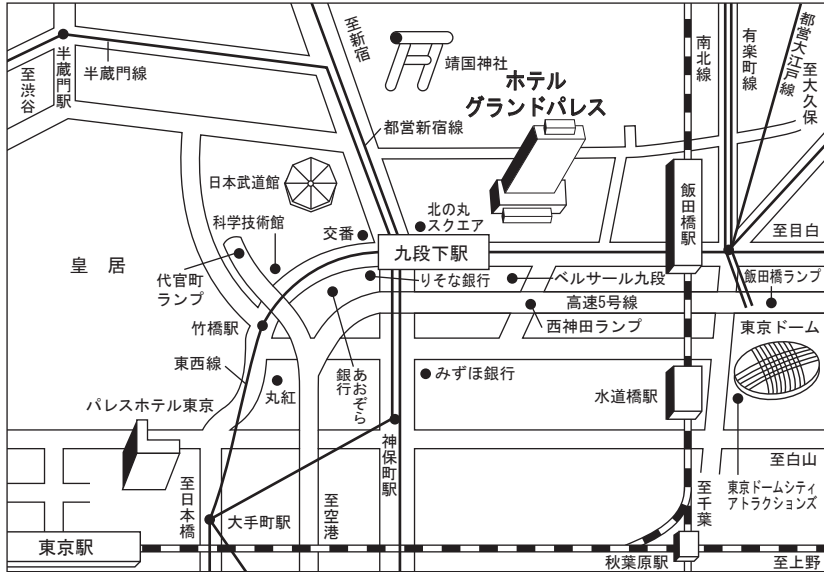 至新宿
靖国神社
ホテル
グランドパレス
南北線
有楽町線
都営大江戸線
至大久保
至渋谷
半蔵門駅
半蔵門線
都営新宿線
日本武道館
飯田橋駅
科学技術館
交番
北の丸
スクエア
至目白
皇居
九段下駅
代官町
ランプ
りそな銀行
ベルサール九段
飯田橋ランプ
高速5号線
竹橋駅
西神田ランプ
東京ドーム
東西線
あおぞら
銀行
みずほ銀行
丸紅
水道橋駅
パレスホテル東京
神保町駅
至白山
至日本橋
至空港
至千葉
東京ドームシティ
アトラクションズ
大手町駅
東京駅
秋葉原駅
至上野